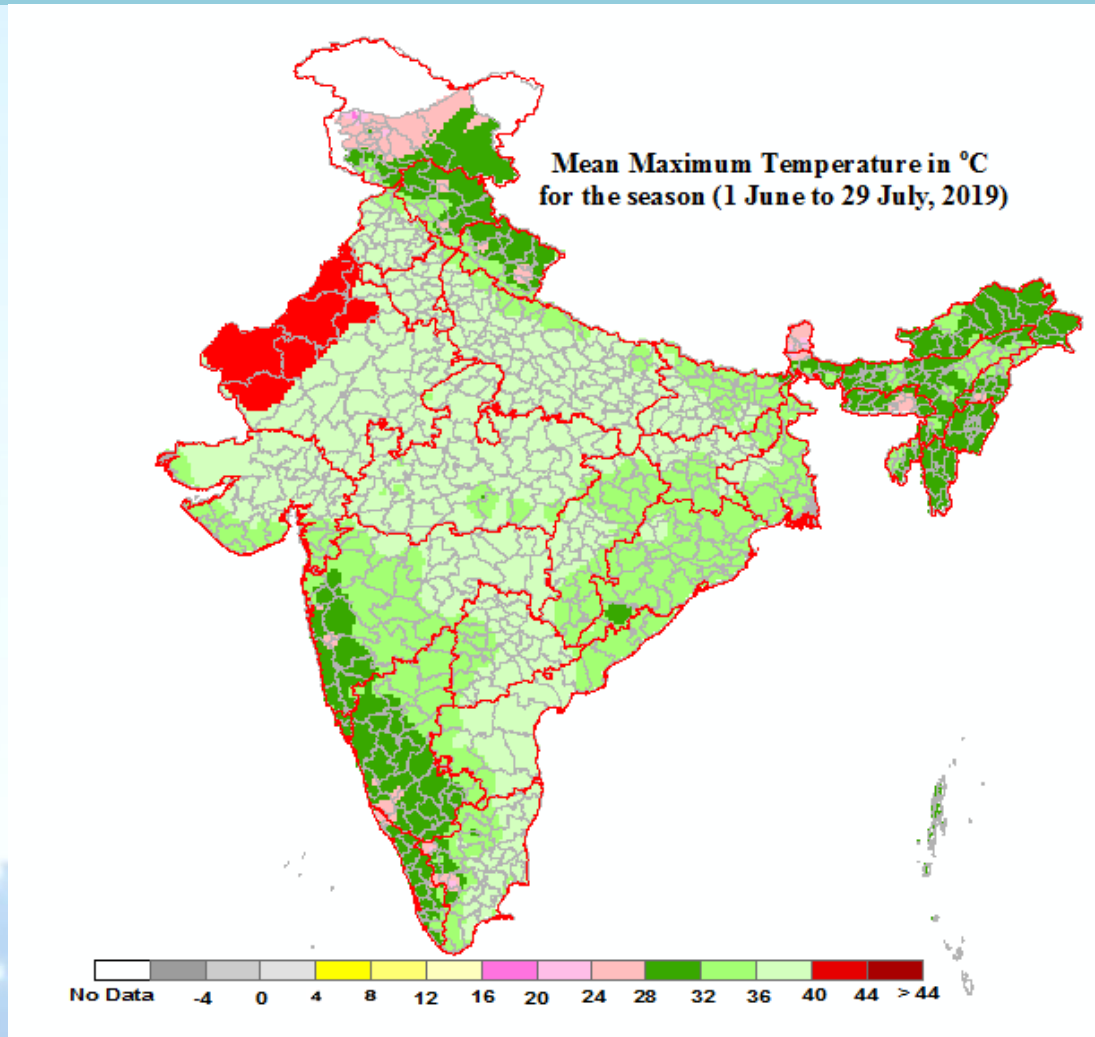 Mean Maximum Temperature in °C
for the season (1 June to 29 July, 2019)
No Data -4 0 4 8 12 16 20 24 28 32 36 40 44 > 44